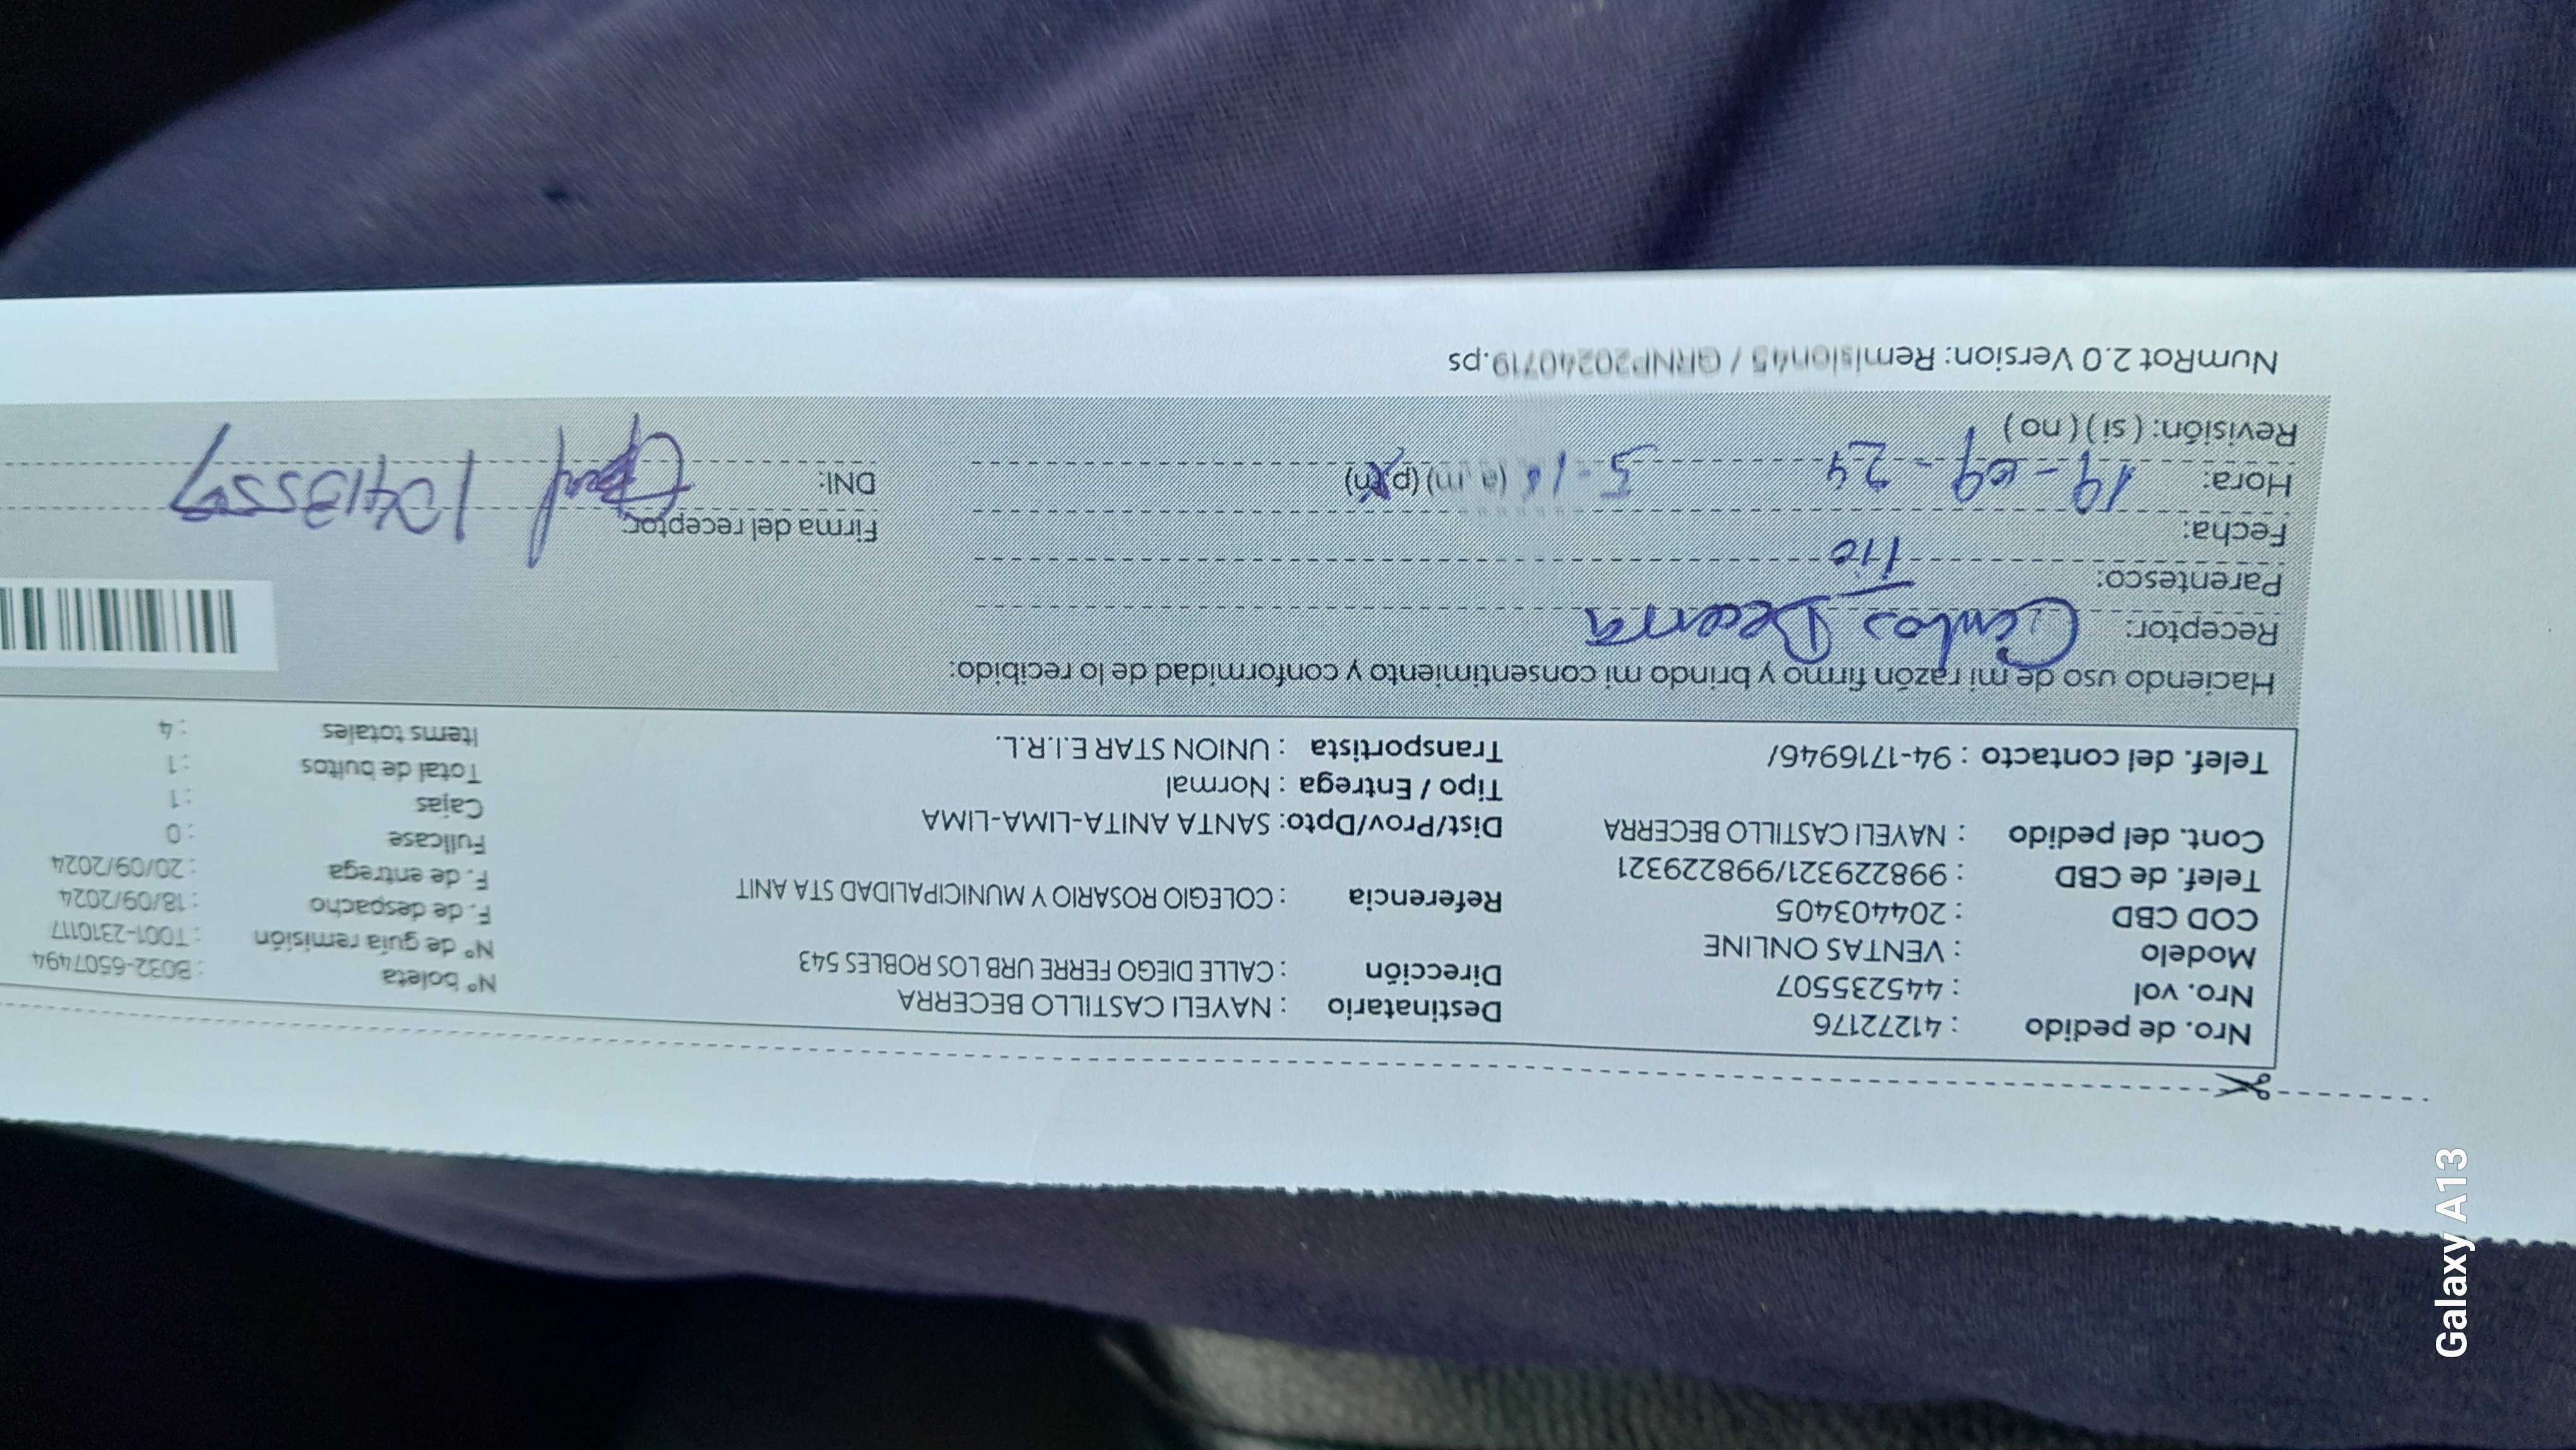 Nro. de pedido : 41272176
Nro. vol : 445235507
Modelo : VENTAS ONLINE
COD CBD : 204403405
Telef. de CBD : 998229321/998229321
Cont. del pedido : NAYELI CASTILLO BECERRA
Telef. del contacto : 94-1716946/
Destinatario : NAYELI CASTILLO BECERRA
Dirección : CALLE DIEGO FERRE URB LOS ROBLES 543
Referencia : COLEGIO ROSARIO Y MUNICIPALIDAD STA ANIT
Dist/Prov/Dpto: SANTA ANITA-LIMA-LIMA
Tipo / Entrega : Normal
Transportista : UNION STAR E.I.R.L.
N° boleta : B032-6507494
N° de guía remisión : T001-2310117
F. de despacho : 18/09/2024
F. de entrega : 20/09/2024
Fullcase : 0
Cajas : 1
Total de bultos : 1
Items totales : 4
Haciendo uso de mi razón firmo y brindo mi consentimiento y conformidad de lo recibido:
Receptor: Carlos Becerra
Parentesco: Tio
Fecha:
Hora: 19-09-24 5-16 (a m) (p m)
Revisión: (si) (no)
Firma del receptor:
DNI:
NumRot 2.0 Version: Remision45 / GRNP20240719.ps
Galaxy A13